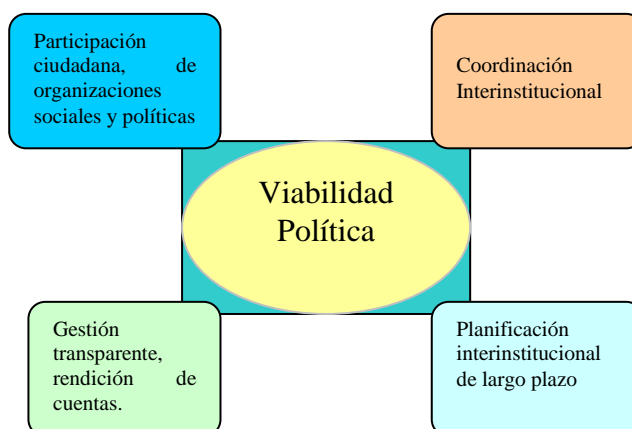 Participación
ciudadana, de
organizaciones
sociales y políticas
Coordinación
Interinstitucional
Viabilidad
Política
Gestión
transparente,
rendición de
cuentas.
Planificación
interinstitucional
de largo plazo